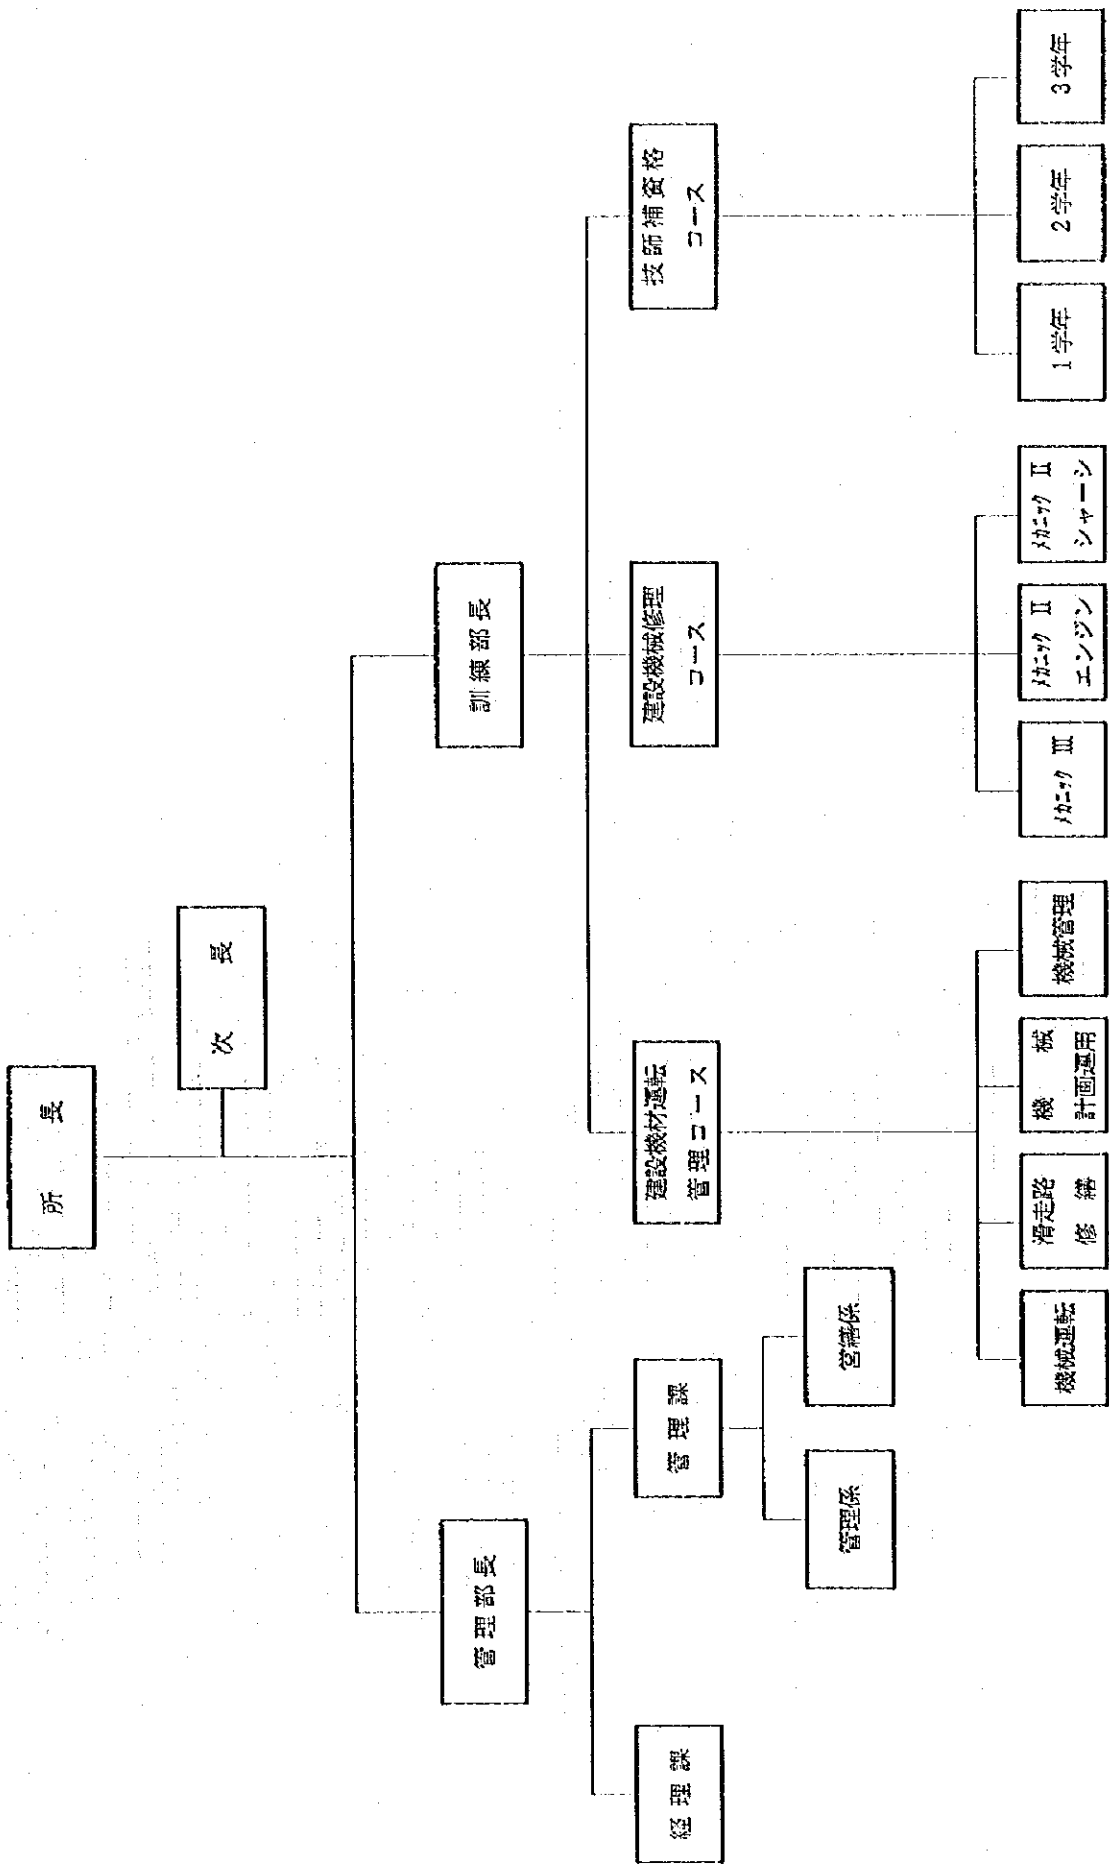 所長
次長
管理部長
訓練部長
経理課
管理課
建設機材運転
管理コース
建設機械修理
コース
技師補資格
コース
管理係
営繕係
機械運転
滑走路
修繕
機械
計画運用
機械管理
メカニック III
メカニック II
エンジン
メカニック II
シャーシ
1学年
2学年
3学年